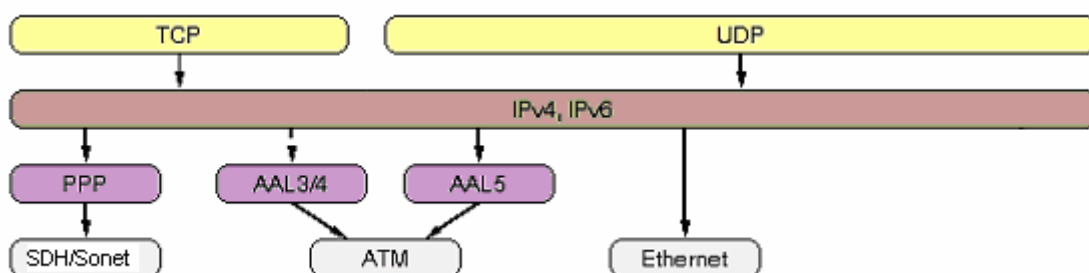 TCP
UDP
IPv4, IPv6
PPP
AAL3/4
AAL5
SDH/Sonet
ATM
Ethernet